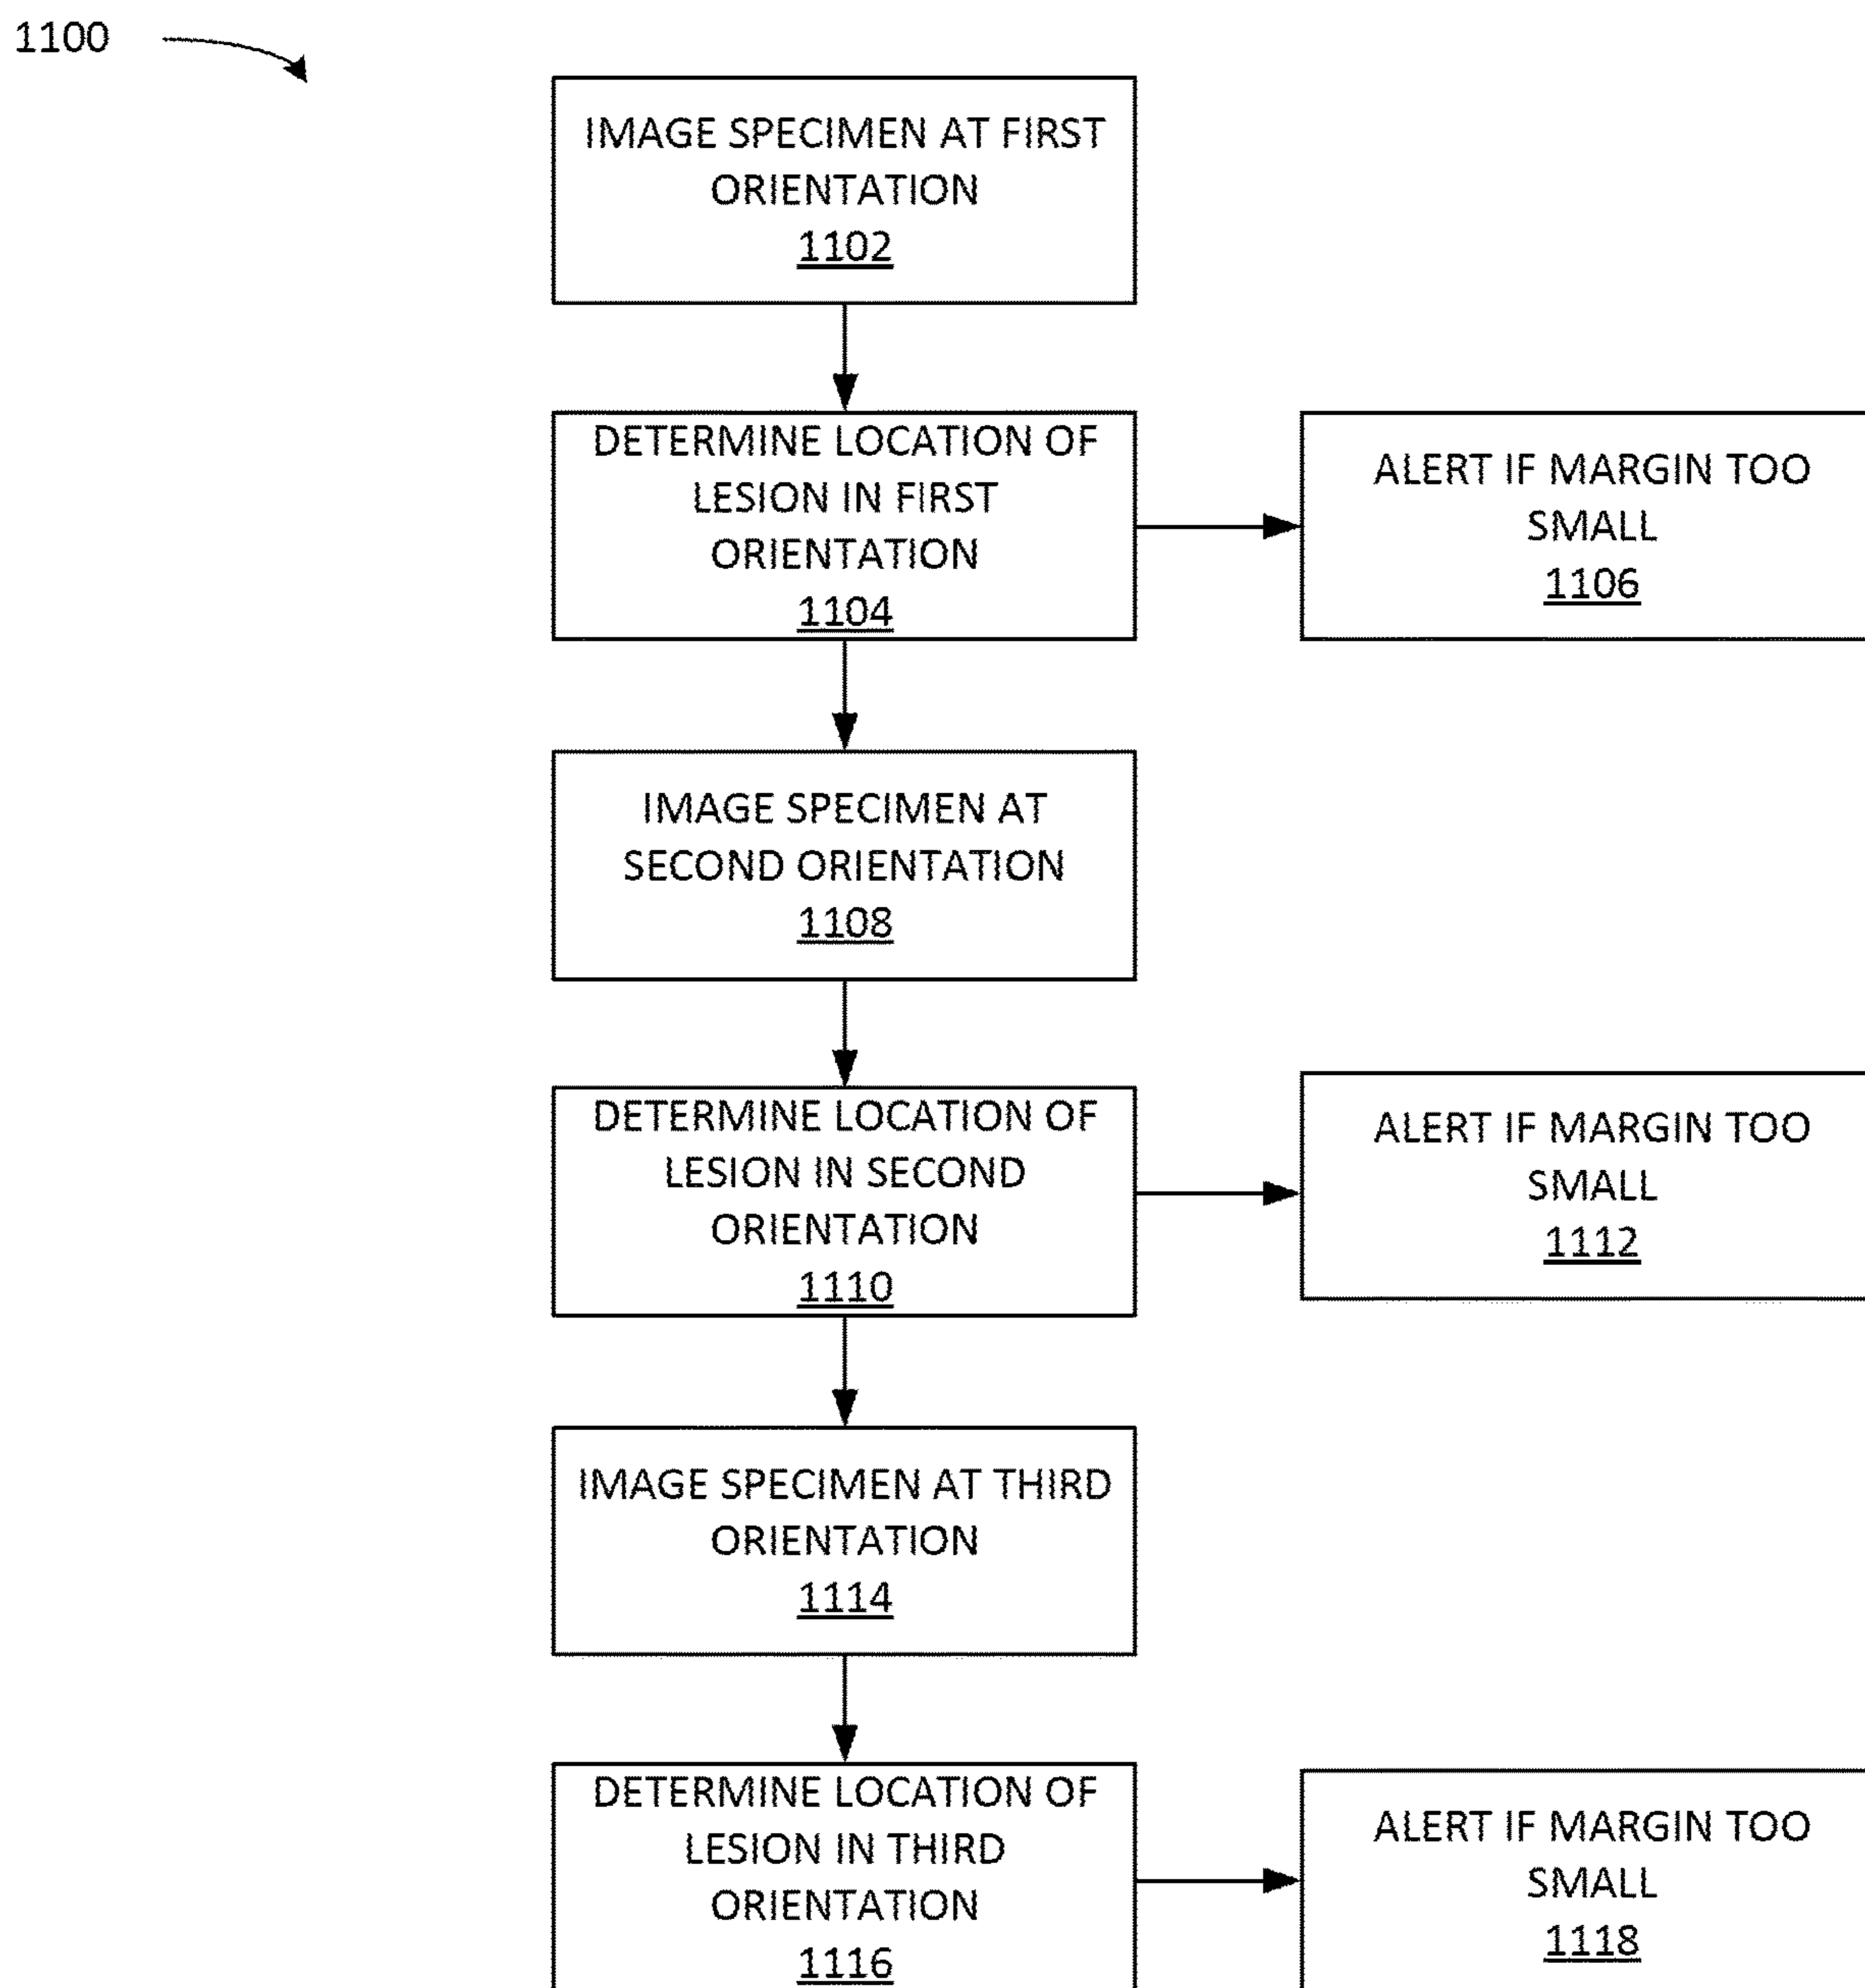 1100
IMAGE SPECIMEN AT FIRST
ORIENTATION
1102
DETERMINE LOCATION OF
LESION IN FIRST
ORIENTATION
1104
ALERT IF MARGIN TOO
SMALL
1106
IMAGE SPECIMEN AT
SECOND ORIENTATION
1108
DETERMINE LOCATION OF
LESION IN SECOND
ORIENTATION
1110
ALERT IF MARGIN TOO
SMALL
1112
IMAGE SPECIMEN AT THIRD
ORIENTATION
1114
DETERMINE LOCATION OF
LESION IN THIRD
ORIENTATION
1116
ALERT IF MARGIN TOO
SMALL
1118